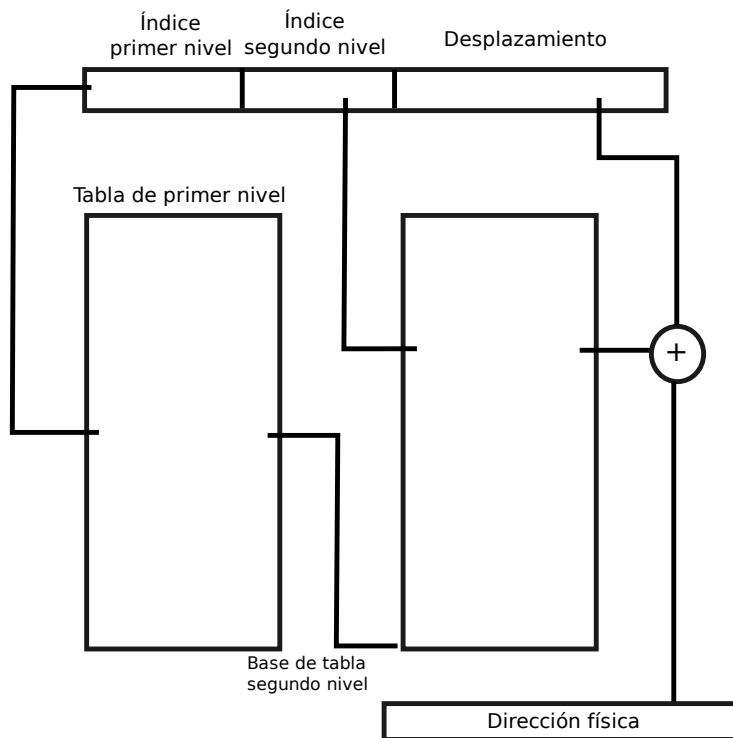 Índice
primer nivel
Índice
segundo nivel
Desplazamiento
Tabla de primer nivel
+
Base de tabla
segundo nivel
Dirección física